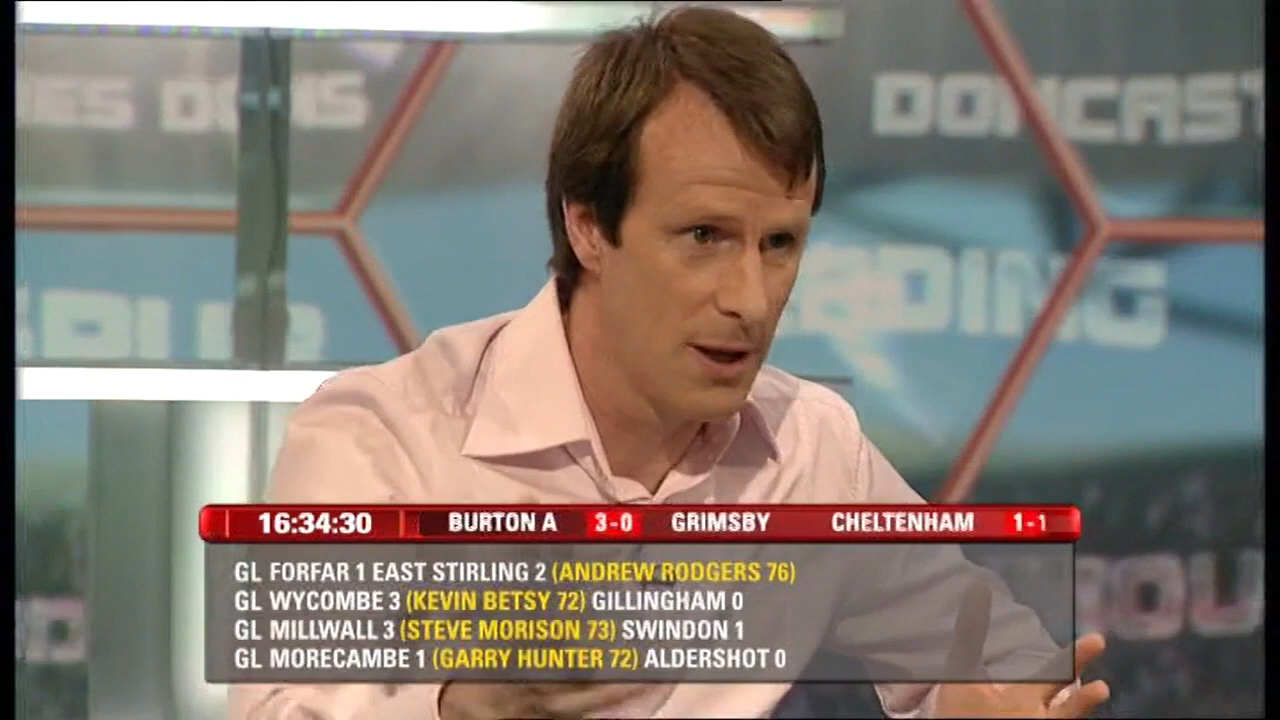 DONCAST
16:34:30 BURTON A 3-0 GRIMSBY CHELTENHAM 1-1
GL FORFAR 1 EAST STIRLING 2 (ANDREW RODGERS 76)
GL WYCOMBE 3 (KEVIN BETSY 72) GILLINGHAM 0
GL MILLWALL 3 (STEVE MORISON 73) SWINDON 1
GL MORECAMBE 1 (GARRY HUNTER 72) ALDERSHOT 0